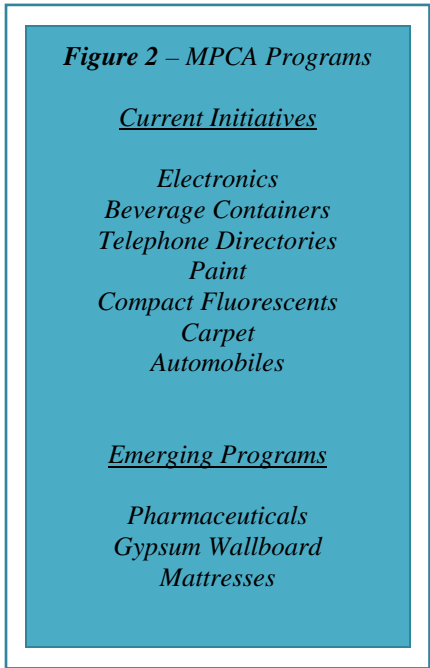 Figure 2 – MPCA Programs
Current Initiatives
Electronics
Beverage Containers
Telephone Directories
Paint
Compact Fluorescents
Carpet
Automobiles
Emerging Programs
Pharmaceuticals
Gypsum Wallboard
Mattresses